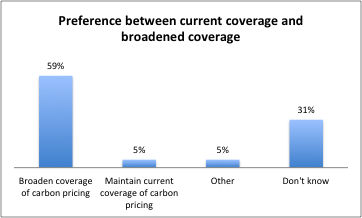 Preference between current coverage and
broadened coverage
59%
5%
5%
31%
Broaden coverage
of carbon pricing
Maintain current
coverage of carbon
pricing
Other
Don't know